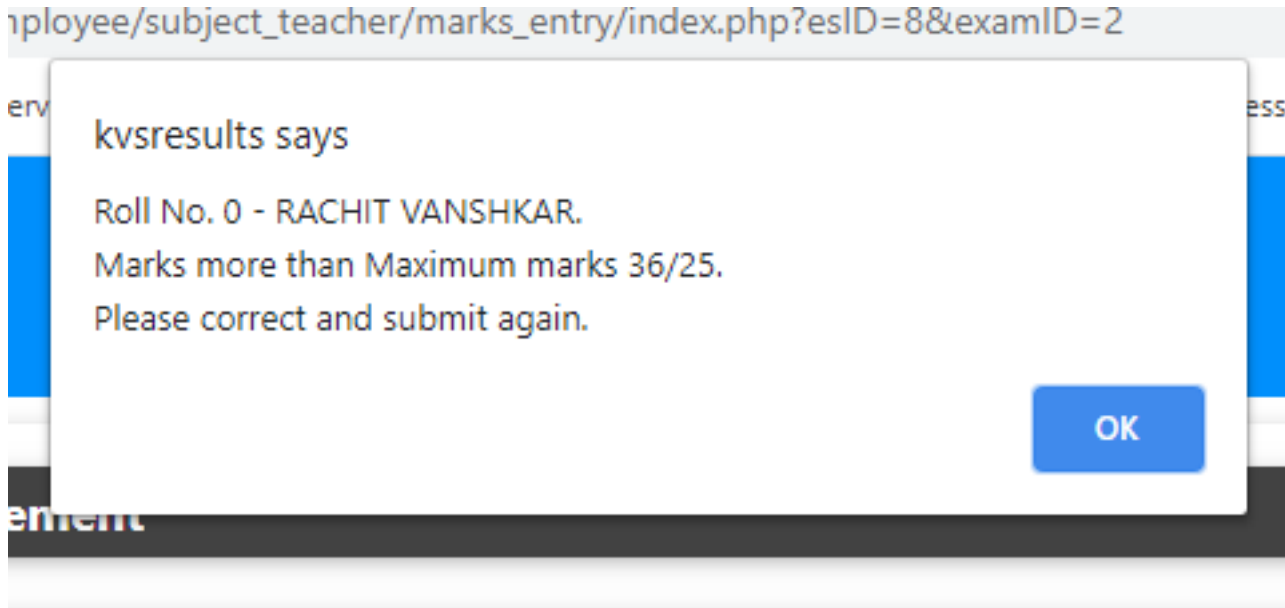 /subject_teacher/marks_entry/index.php?esID=8&examID=2
kvsresults says
Roll No. 0 - RACHIT VANSHKAR.
Marks more than Maximum marks 36/25.
Please correct and submit again.
OK